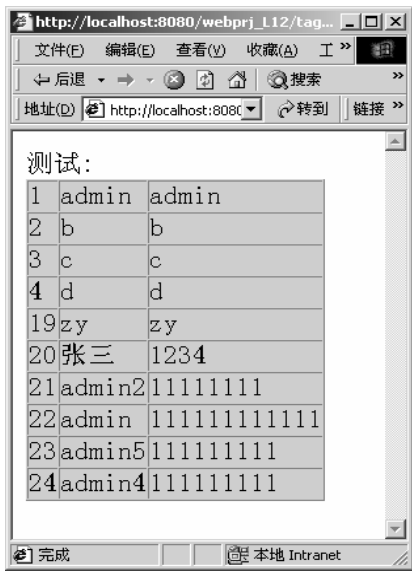 http://localhost:8080/webprj_L12/tag...
文件(F) 编辑(E) 查看(V) 收藏(A) 工 »
后退 搜索 »
地址(D) http://localhost:8080 转到 链接 »
测试:
1 admin admin
2 b b
3 c c
4 d d
19 zy zy
20 张三 1234
21 admin2 11111111
22 admin 111111111111
23 admin5 111111111
24 admin4 111111111
完成 本地 Intranet